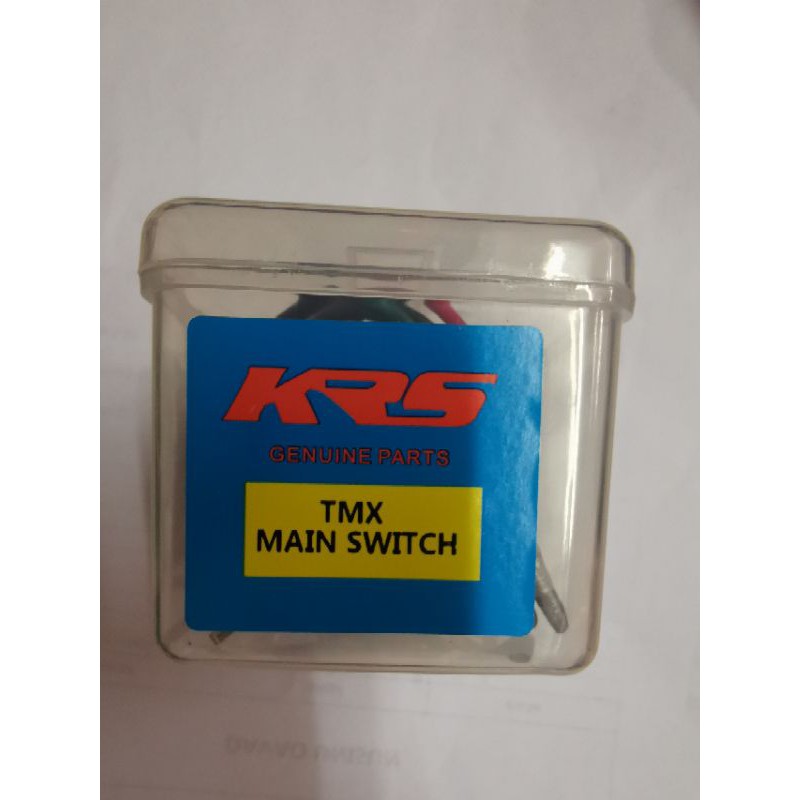 KRS
GENUINE PARTS
TMX
MAIN SWITCH